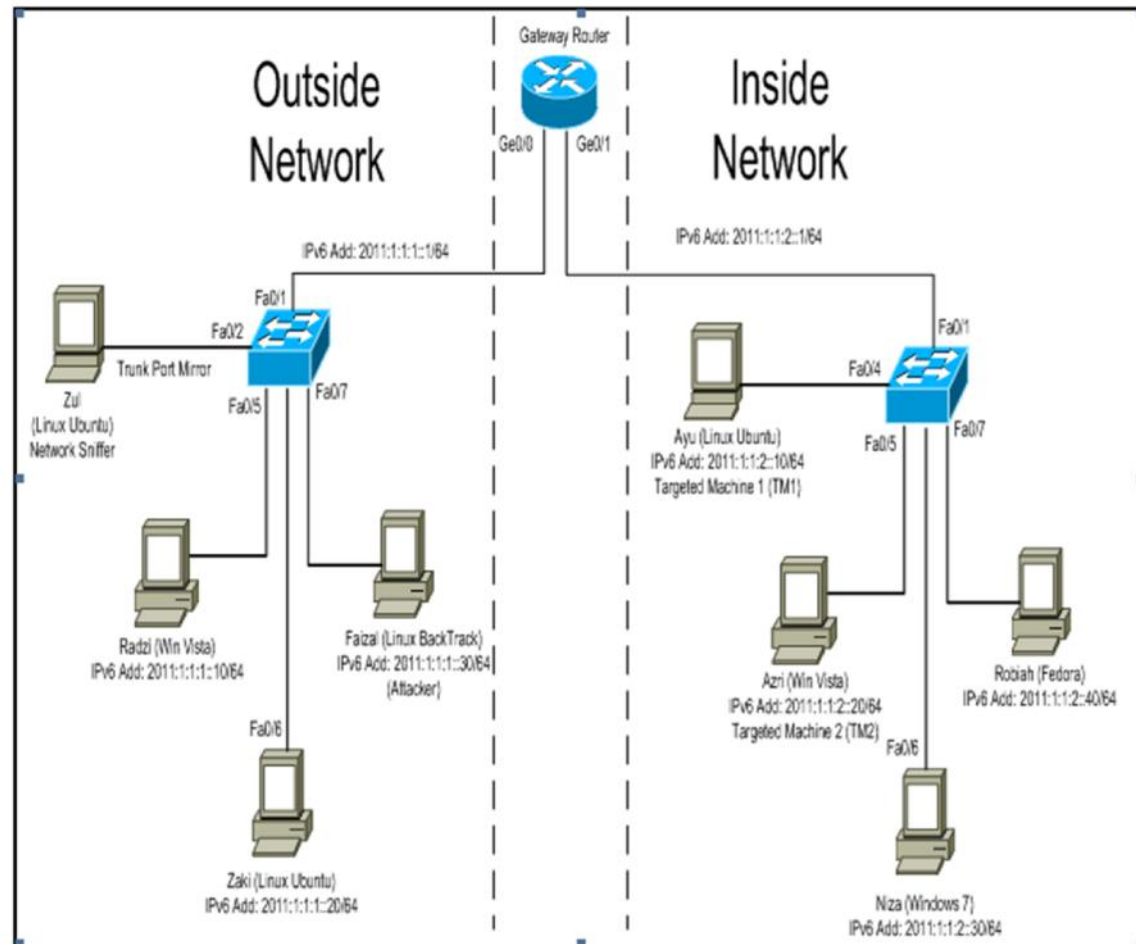 Gateway Router
Outside
Network
Inside
Network
Ge0/0
Ge0/1
IPv6 Add: 2011:1:1:1::1/64
IPv6 Add: 2011:1:1:2::1/64
Fa0/1
Fa0/2
Trunk Port Mirror
Fa0/5
Fa0/7
Zul
(Linux Ubuntu)
Network Sniffer
Radzi (Win Vista)
IPv6 Add: 2011:1:1:1::10/64
Faizal (Linux BackTrack)
IPv6 Add: 2011:1:1:1::30/64
(Attacker)
Fa0/6
Zaki (Linux Ubuntu)
IPv6 Add: 2011:1:1:1::20/64
Fa0/1
Fa0/4
Fa0/5
Fa0/7
Ayu (Linux Ubuntu)
IPv6 Add: 2011:1:1:2::10/64
Targeted Machine 1 (TM1)
Azri (Win Vista)
IPv6 Add: 2011:1:1:2::20/64
Targeted Machine 2 (TM2)
Robiah (Fedora)
IPv6 Add: 2011:1:1:2::40/64
Fa0/6
Niza (Windows 7)
IPv6 Add: 2011:1:1:2::30/64